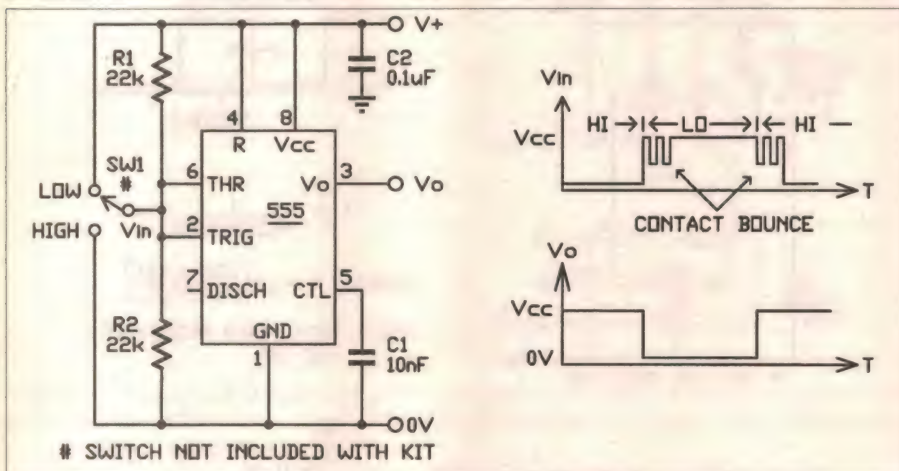 V+
R1
22k
C2
0.1uF
4
8
R
Vcc
SW1
#
6
THR
Vo
3
Vo
LOW
555
HIGH
Vin
2
TRIG
7
DISCH
CTL
5
R2
22k
GND
1
C1
10nF
0V
# SWITCH NOT INCLUDED WITH KIT
Vin
Vcc
HI
LO
HI
T
CONTACT BOUNCE
Vo
Vcc
0V
T